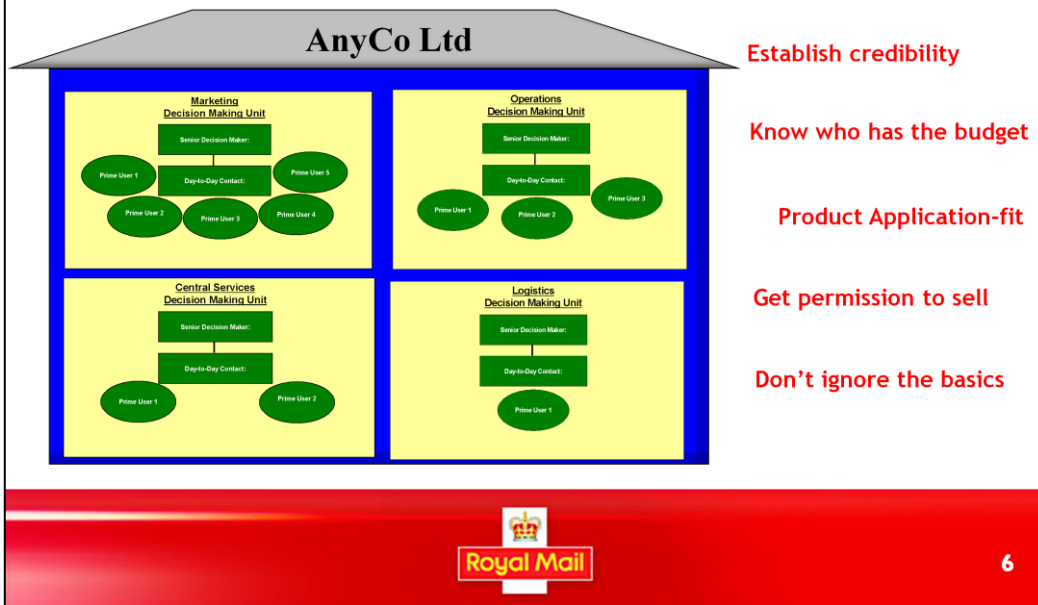 AnyCo Ltd
Establish credibility
Know who has the budget
Product Application-fit
Get permission to sell
Don’t ignore the basics
Marketing
Decision Making Unit
Senior Decision Maker:
Day-to-Day Contact:
Prime User 1
Prime User 2
Prime User 3
Prime User 4
Prime User 5
Operations
Decision Making Unit
Senior Decision Maker:
Day-to-Day Contact:
Prime User 1
Prime User 2
Prime User 3
Central Services
Decision Making Unit
Senior Decision Maker:
Day-to-Day Contact:
Prime User 1
Prime User 2
Logistics
Decision Making Unit
Senior Decision Maker:
Day-to-Day Contact:
Prime User 1
Royal Mail
6